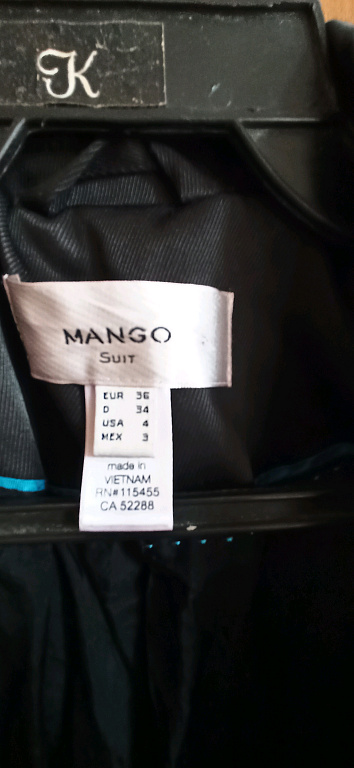 K
MANGO
SUIT
EUR 36
D 34
USA 4
MEX 3
made in
VIETNAM
RN#115455
CA 52288